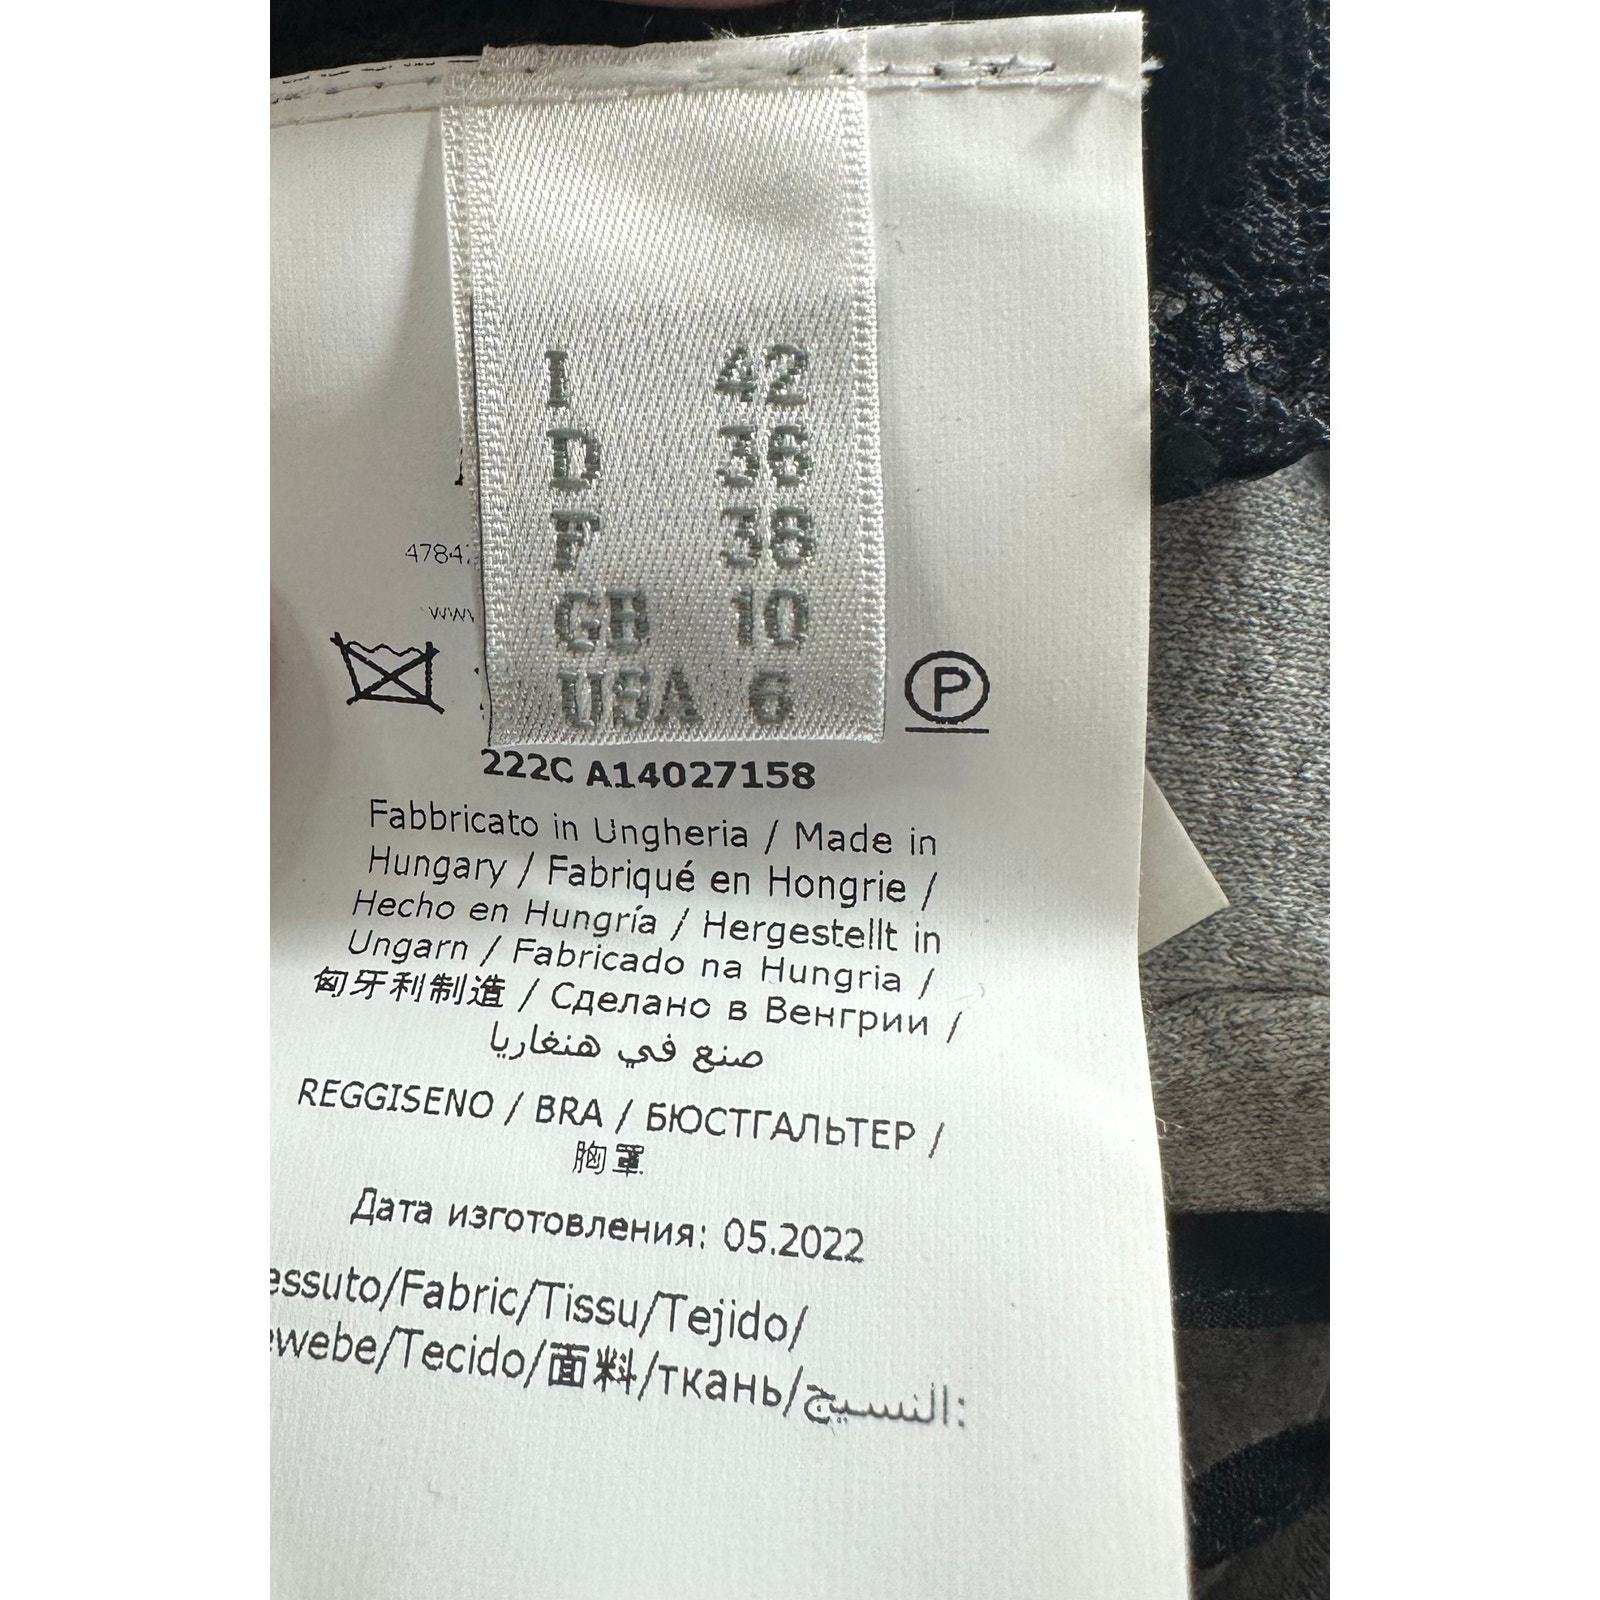 I 42
D 36
F 38
GB 10
USA 6
P
222C A14027158
Fabbricato in Ungheria / Made in
Hungary / Fabriqué en Hongrie /
Hecho en Hungría / Hergestellt in
Ungarn / Fabricado na Hungria /
匈牙利制造 / Сделано в Венгрии /
صنع في هنغاريا
REGGISENO / BRA / БЮСТГАЛЬТЕР /
胸罩
Дата изготовления: 05.2022
essuto/Fabric/Tissu/Tejido/
ewebe/Tecido/面料/ткань/النسيج: